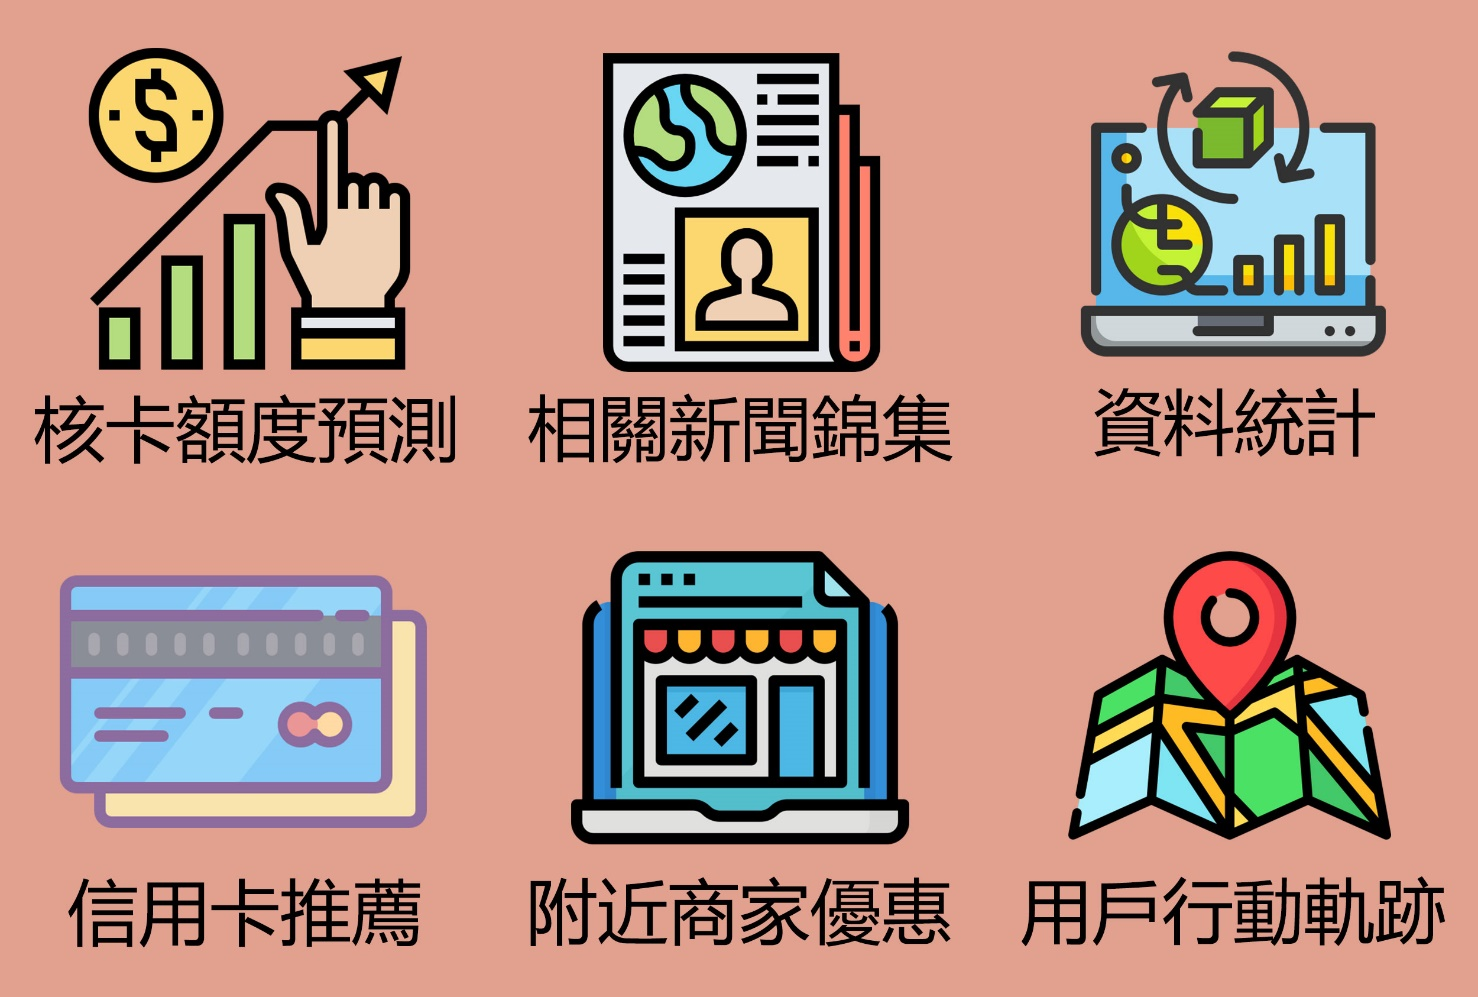 核卡額度預測
相關新聞錦集
資料統計
信用卡推薦
附近商家優惠
用戶行動軌跡